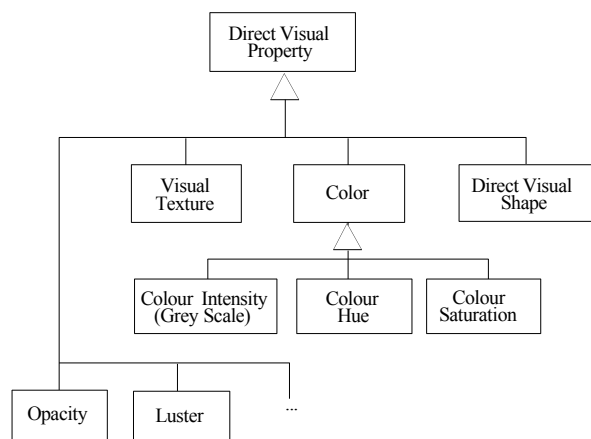 Direct Visual
Property
Visual
Texture
Color
Direct Visual
Shape
Colour Intensity
(Grey Scale)
Colour
Hue
Colour
Saturation
Opacity
Luster
...